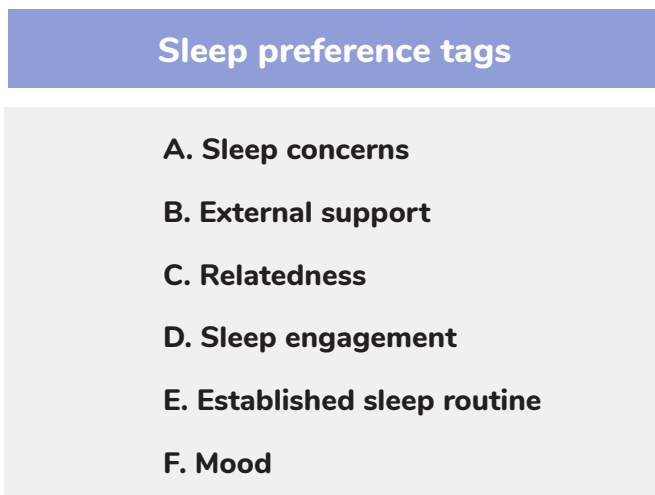 Sleep preference tags
A. Sleep concerns
B. External support
C. Relatedness
D. Sleep engagement
E. Established sleep routine
F. Mood